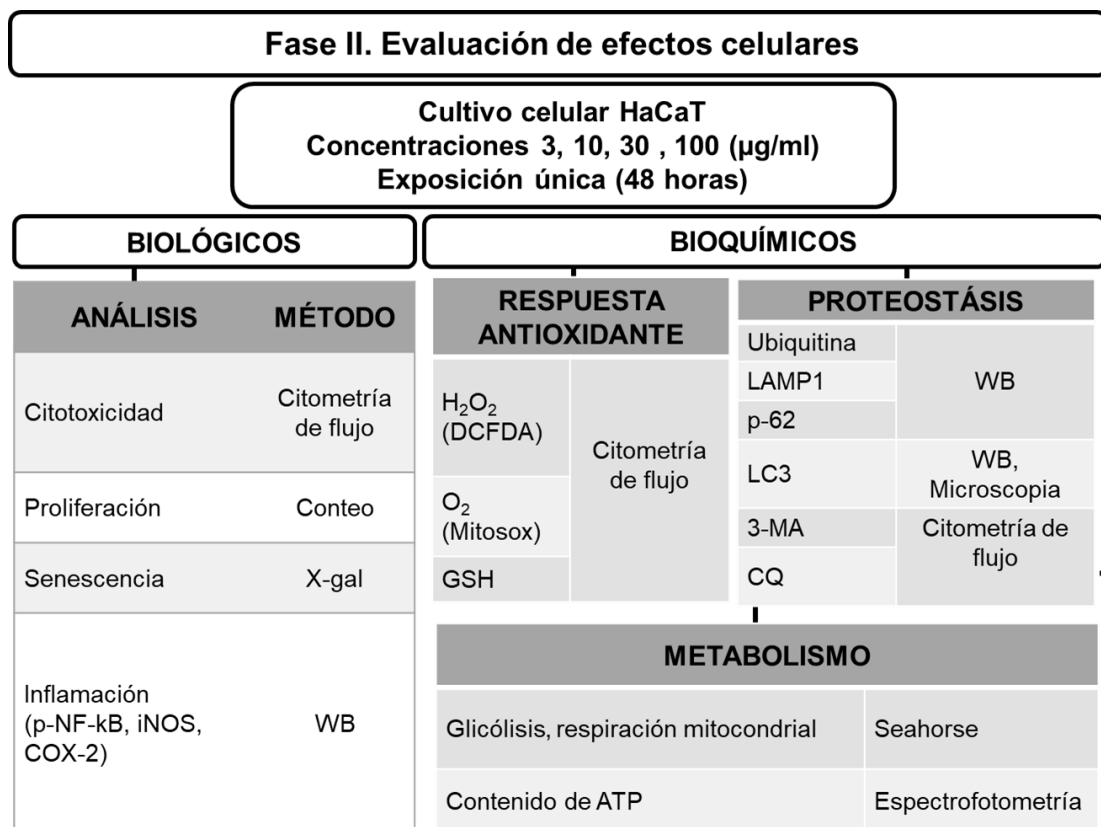 Fase II. Evaluación de efectos celulares
Cultivo celular HaCaT
Concentraciones 3, 10, 30 , 100 (µg/ml)
Exposición única (48 horas)
BIOLÓGICOS
ANÁLISIS MÉTODO
Citotoxicidad
Citometría
de flujo
Proliferación Conteo
Senescencia X-gal
Inflamación
(p-NF-kB, iNOS,
COX-2)
WB
BIOQUÍMICOS
RESPUESTA
ANTIOXIDANTE
H₂O₂
(DCFDA)
O₂
(Mitosox)
GSH
Citometría
de flujo
PROTEOSTÁSIS
Ubiquitina
LAMP1
p-62
WB
LC3
WB,
Microscopia
3-MA
CQ
Citometría de
flujo
METABOLISMO
Glicólisis, respiración mitocondrial Seahorse
Contenido de ATP Espectrofotometría